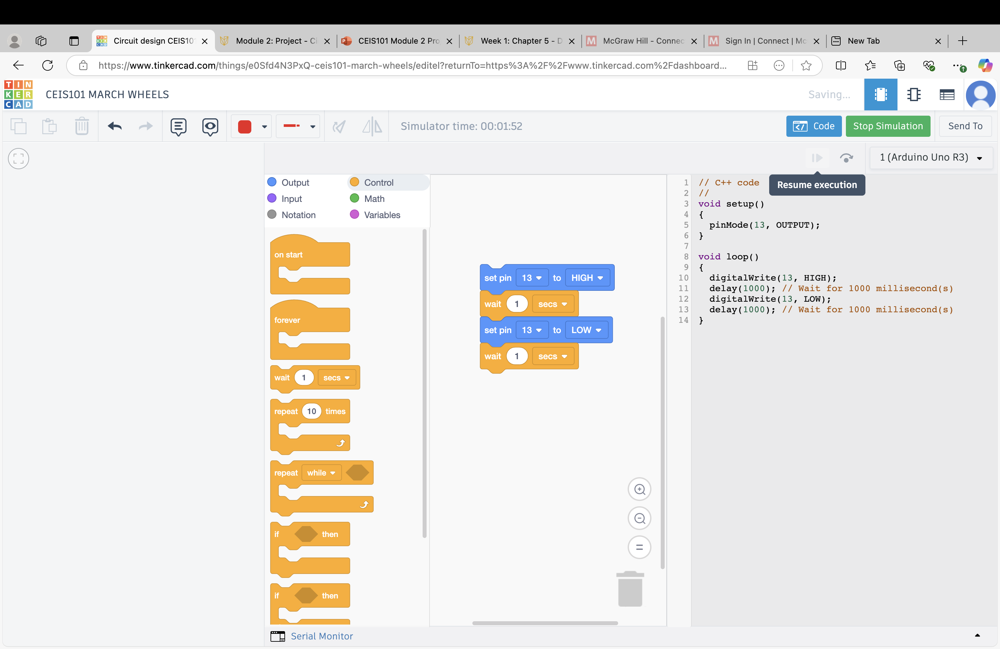 Circuit design CEIS101
Module 2: Project - Ci
CEIS101 Module 2 Pro
Week 1: Chapter 5 - D
McGraw Hill - Connec
Sign In | Connect | Mc
New Tab
https://www.tinkercad.com/things/e0Sfd4N3PxQ-ceis101-march-wheels/editel?returnTo=https%3A%2F%2Fwww.tinkercad.com%2Fdashboard...
TIN
KER
CAD
CEIS101 MARCH WHEELS
Saving...
Simulator time: 00:01:52
Code
Stop Simulation
Send To
1 (Arduino Uno R3)
Resume execution
Output
Control
Input
Math
Notation
Variables
on start
forever
wait 1 secs
repeat 10 times
repeat while
if then
if then
set pin 13 to HIGH
wait 1 secs
set pin 13 to LOW
wait 1 secs
1 // C++ code
2 //
3 void setup()
4 {
5 pinMode(13, OUTPUT);
6 }
7
8 void loop()
9 {
10 digitalWrite(13, HIGH);
11 delay(1000); // Wait for 1000 millisecond(s)
12 digitalWrite(13, LOW);
13 delay(1000); // Wait for 1000 millisecond(s)
14 }
Serial Monitor